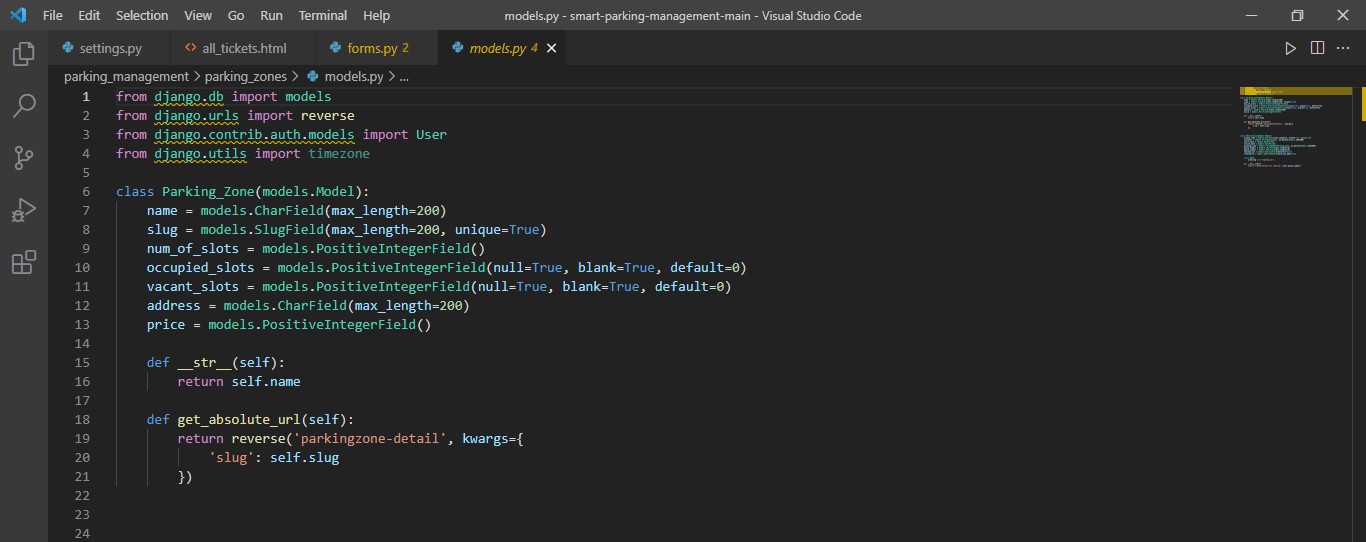 File Edit Selection View Go Run Terminal Help models.py - smart-parking-management-main - Visual Studio Code
settings.py <> all_tickets.html forms.py 2 models.py 4
parking_management > parking_zones > models.py > ...
1 from django.db import models
2 from django.urls import reverse
3 from django.contrib.auth.models import User
4 from django.utils import timezone
5
6 class Parking_Zone(models.Model):
7 name = models.CharField(max_length=200)
8 slug = models.SlugField(max_length=200, unique=True)
9 num_of_slots = models.PositiveIntegerField()
10 occupied_slots = models.PositiveIntegerField(null=True, blank=True, default=0)
11 vacant_slots = models.PositiveIntegerField(null=True, blank=True, default=0)
12 address = models.CharField(max_length=200)
13 price = models.PositiveIntegerField()
14
15 def __str__(self):
16 return self.name
17
18 def get_absolute_url(self):
19 return reverse('parkingzone-detail', kwargs={
20 'slug': self.slug
21 })
22
23
24